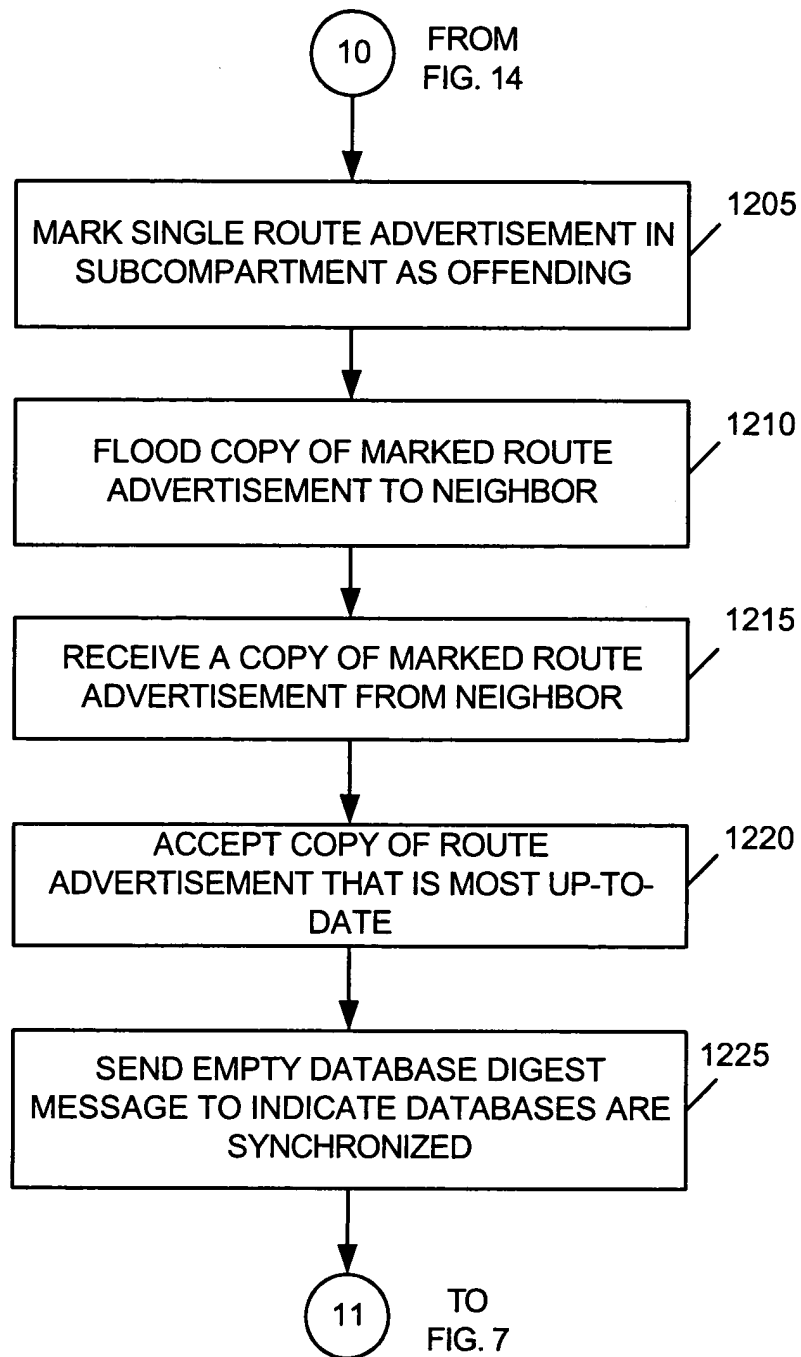 10
FROM
FIG. 14
1205
MARK SINGLE ROUTE ADVERTISEMENT IN
SUBCOMPARTMENT AS OFFENDING
1210
FLOOD COPY OF MARKED ROUTE
ADVERTISEMENT TO NEIGHBOR
1215
RECEIVE A COPY OF MARKED ROUTE
ADVERTISEMENT FROM NEIGHBOR
1220
ACCEPT COPY OF ROUTE
ADVERTISEMENT THAT IS MOST UP-TO-
DATE
1225
SEND EMPTY DATABASE DIGEST
MESSAGE TO INDICATE DATABASES ARE
SYNCHRONIZED
11
TO
FIG. 7